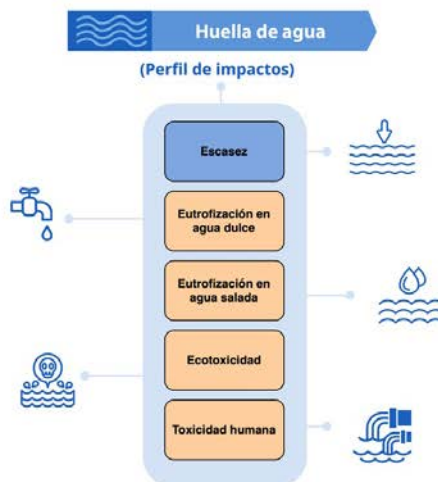 Huella de agua
(Perfil de impactos)
Escasez
Eutrofización en
agua dulce
Eutrofización en
agua salada
Ecotoxicidad
Toxicidad humana